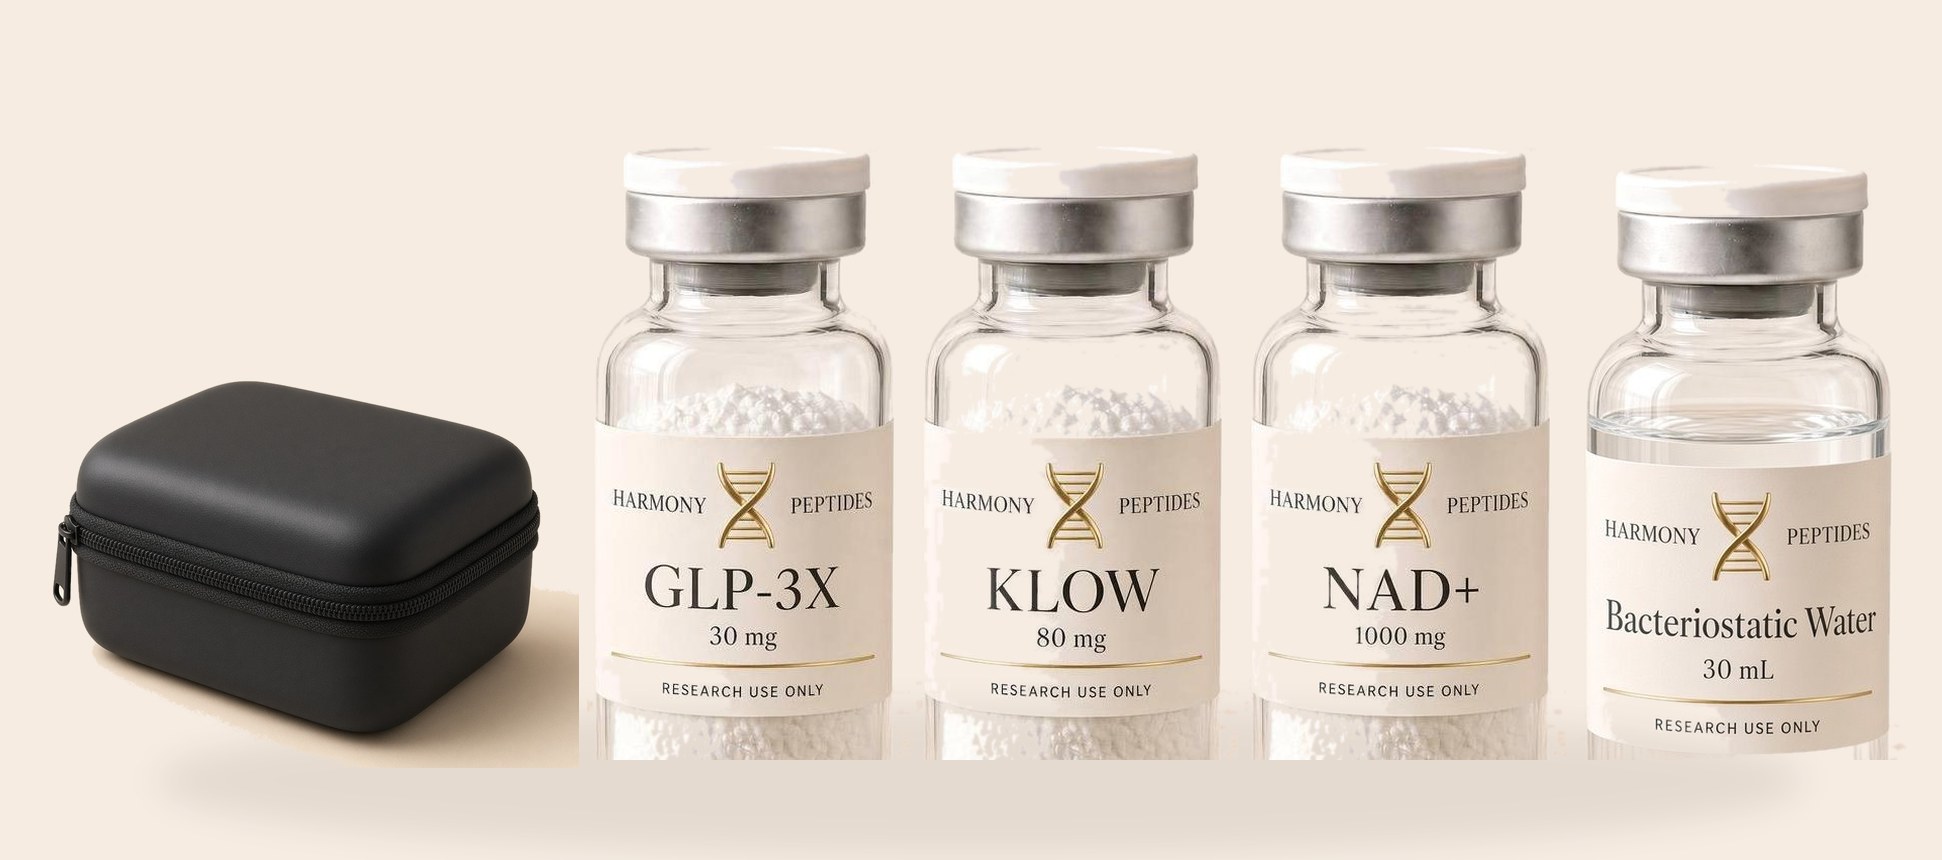 HARMONY PEPTIDES
GLP-3X
30 mg
RESEARCH USE ONLY
HARMONY PEPTIDES
KLOW
80 mg
RESEARCH USE ONLY
HARMONY PEPTIDES
NAD+
1000 mg
RESEARCH USE ONLY
HARMONY PEPTIDES
Bacteriostatic Water
30 mL
RESEARCH USE ONLY